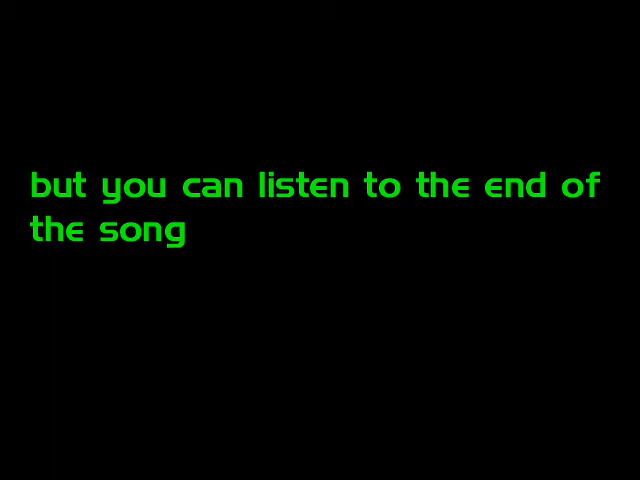 but you can listen to the end of
the song